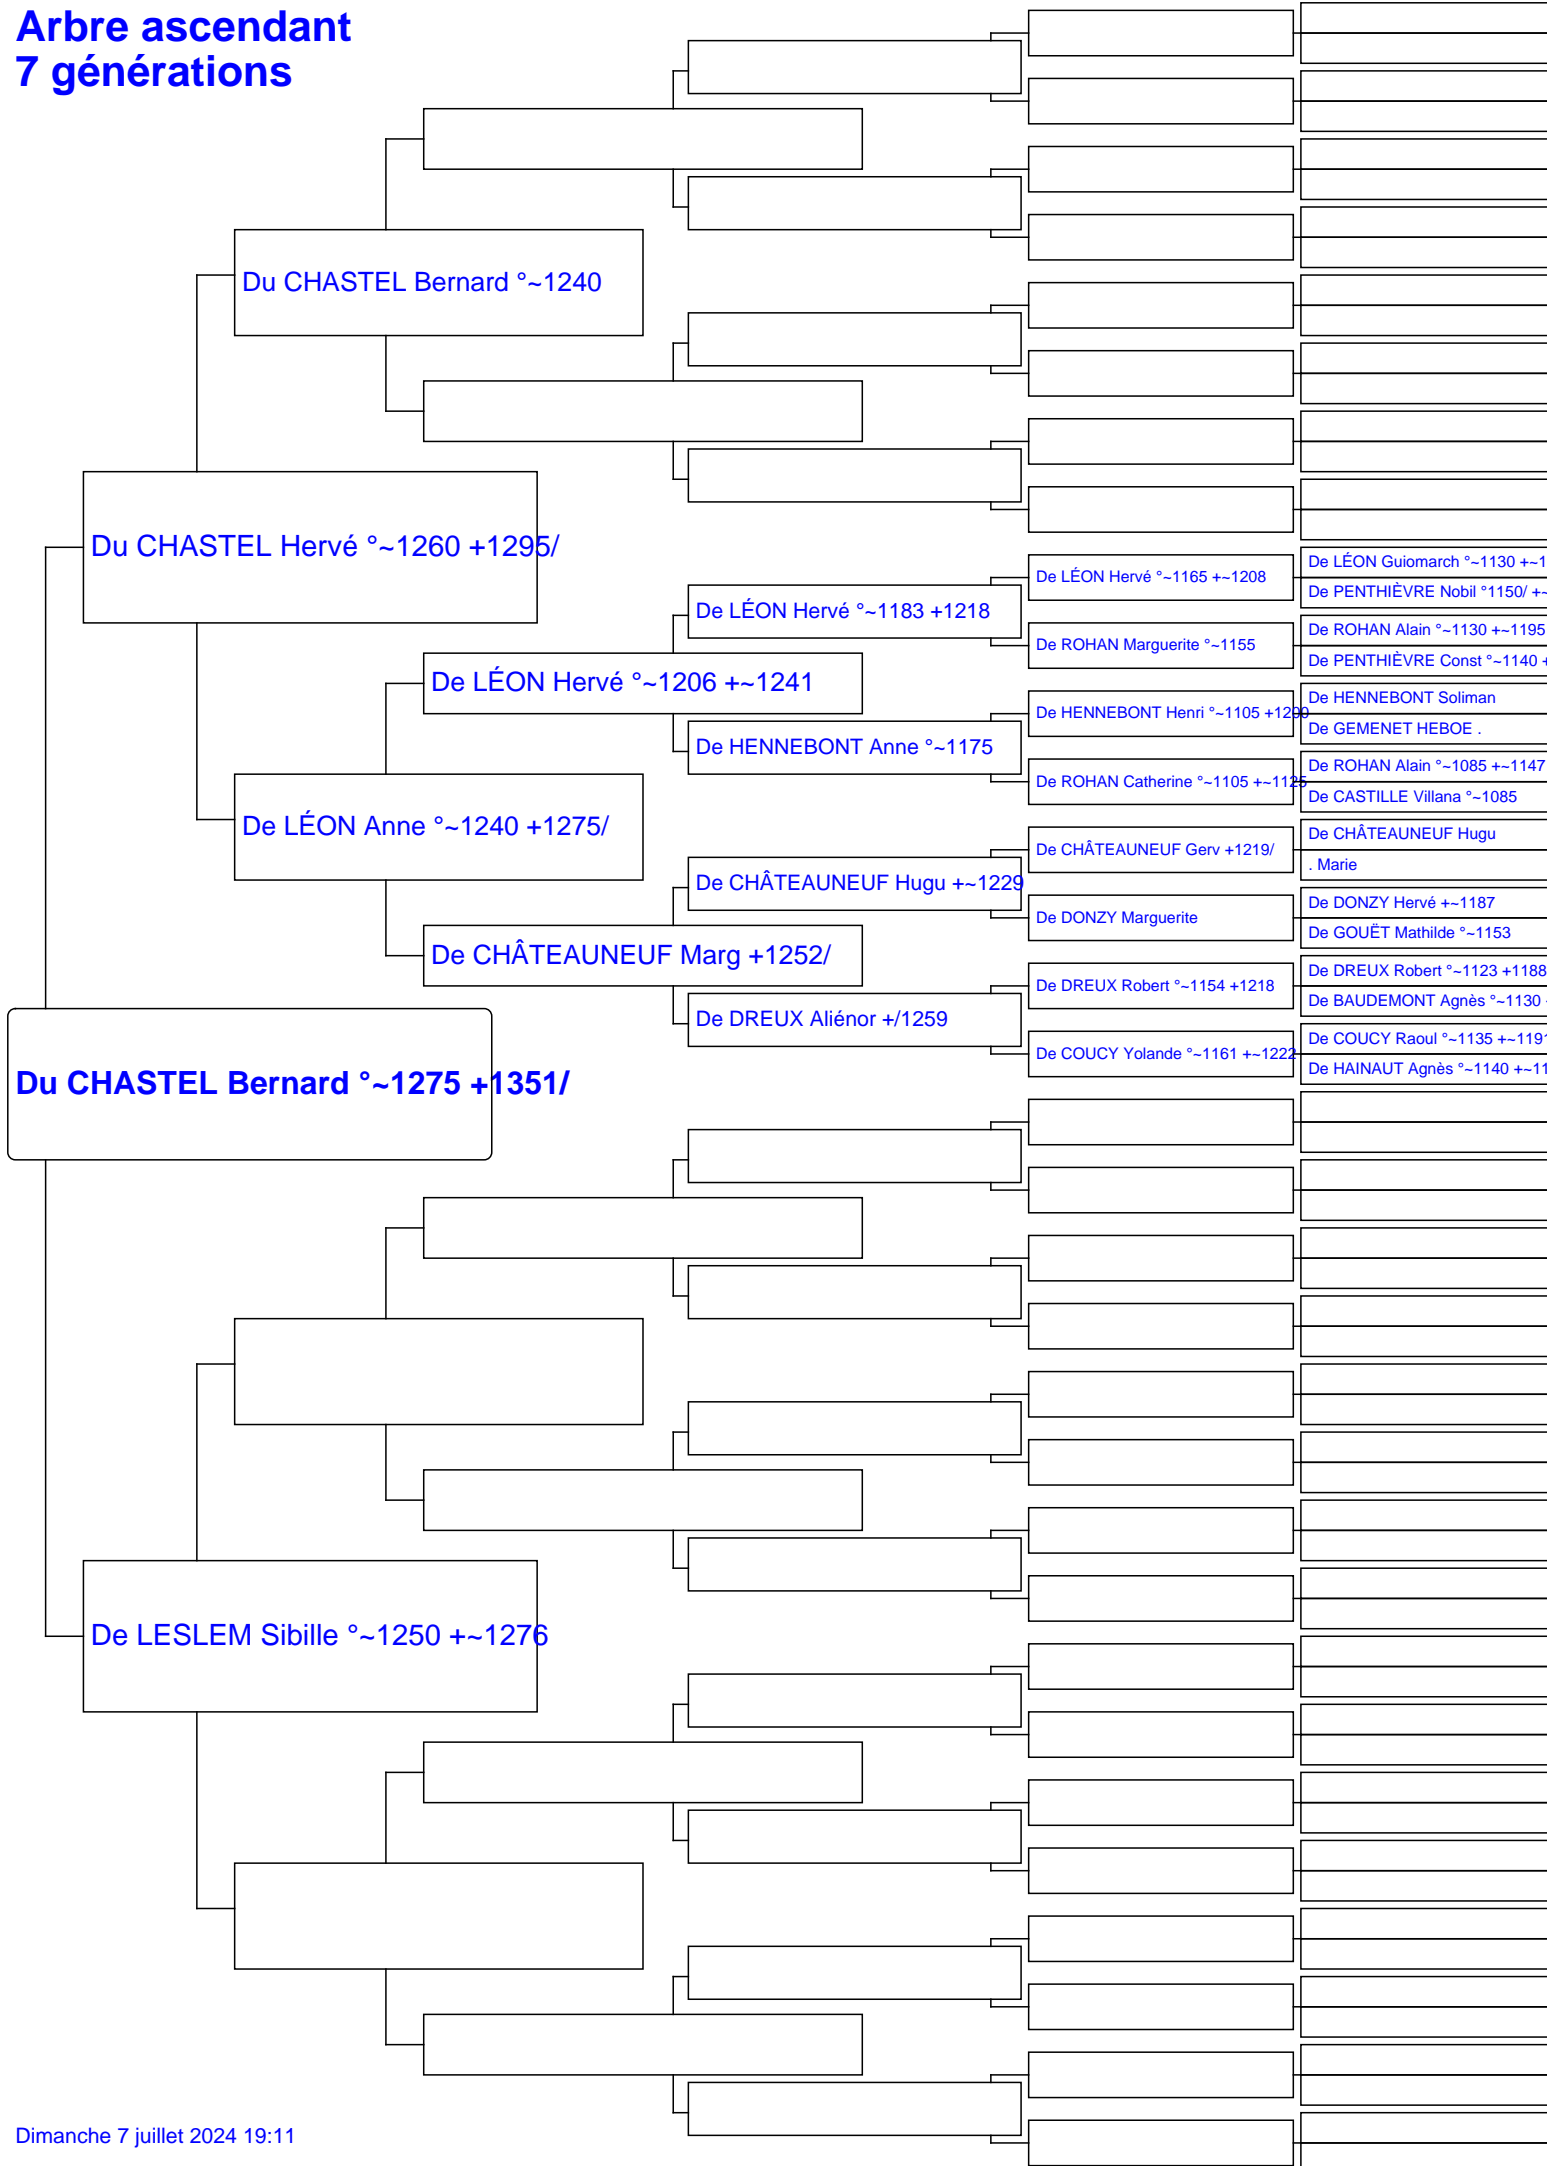 Arbre ascendant
7 générations
Du CHASTEL Bernard °~1240
Du CHASTEL Hervé °~1260 +1295/
De LÉON Hervé °~1183 +1218
De LÉON Hervé °~1165 +~1208
De LÉON Guiomarch °~1130 +~1
De PENTHIÈVRE Nobil °1150/ +~
De ROHAN Marguerite °~1155
De ROHAN Alain °~1130 +~1195
De PENTHIÈVRE Const °~1140 +
De LÉON Hervé °~1206 +~1241
De HENNEBONT Anne °~1175
De HENNEBONT Henri °~1105 +1200
De HENNEBONT Soliman
De GEMENET HEBOE .
De ROHAN Catherine °~1105 +~1125
De ROHAN Alain °~1085 +~1147
De CASTILLE Villana °~1085
De LÉON Anne °~1240 +1275/
De CHÂTEAUNEUF Hugu +~1229
De CHÂTEAUNEUF Gerv +1219/
De CHÂTEAUNEUF Hugu
. Marie
De DONZY Marguerite
De DONZY Hervé +~1187
De GOUËT Mathilde °~1153
De CHÂTEAUNEUF Marg +1252/
De DREUX Aliénor +/1259
De DREUX Robert °~1154 +1218
De DREUX Robert °~1123 +1188
De BAUDEMONT Agnès °~1130
De COUCY Yolande °~1161 +~1222
De COUCY Raoul °~1135 +~1191
De HAINAUT Agnès °~1140 +~11
Du CHASTEL Bernard °~1275 +1351/
De LESLEM Sibille °~1250 +~1276
Dimanche 7 juillet 2024 19:11